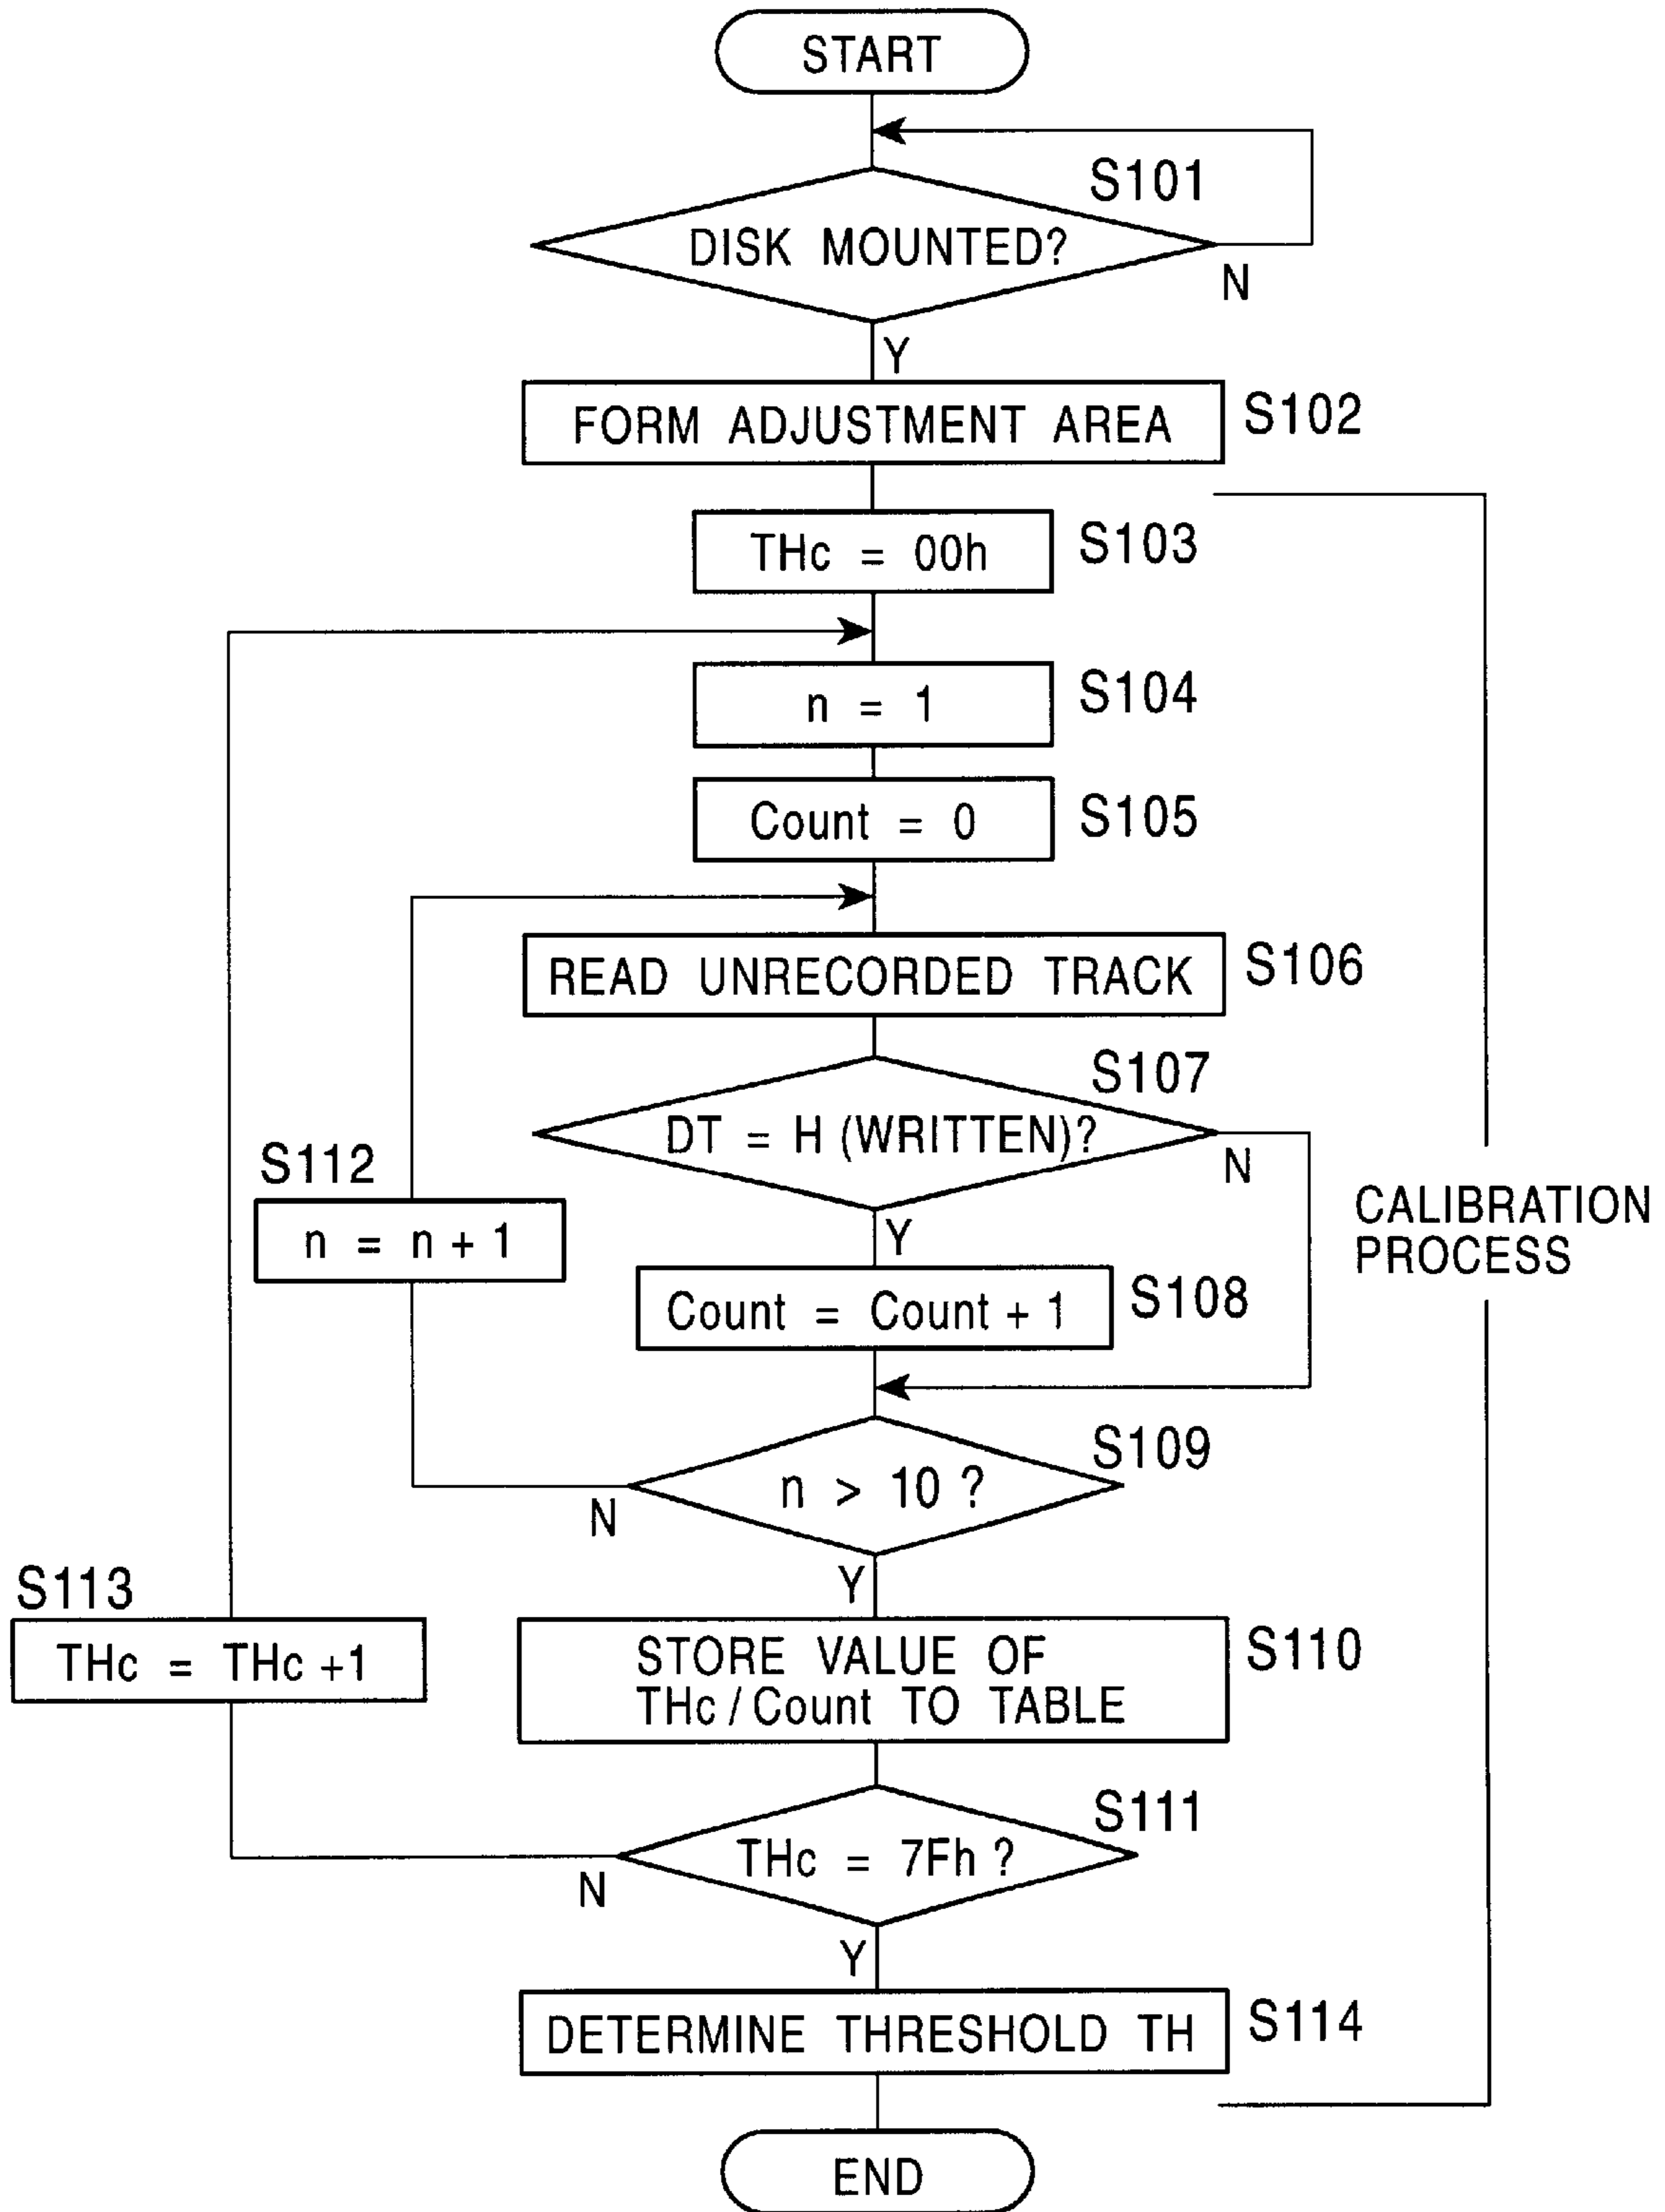 START
S101
DISK MOUNTED?
N
Y
FORM ADJUSTMENT AREA
S102
THc = 00h
S103
n = 1
S104
Count = 0
S105
READ UNRECORDED TRACK
S106
S107
DT = H (WRITTEN)?
N
Y
S112
n = n + 1
CALIBRATION
PROCESS
Count = Count + 1
S108
S109
n > 10 ?
N
Y
S113
THc = THc +1
STORE VALUE OF
THc / Count TO TABLE
S110
S111
THc = 7Fh ?
N
Y
DETERMINE THRESHOLD TH
S114
END